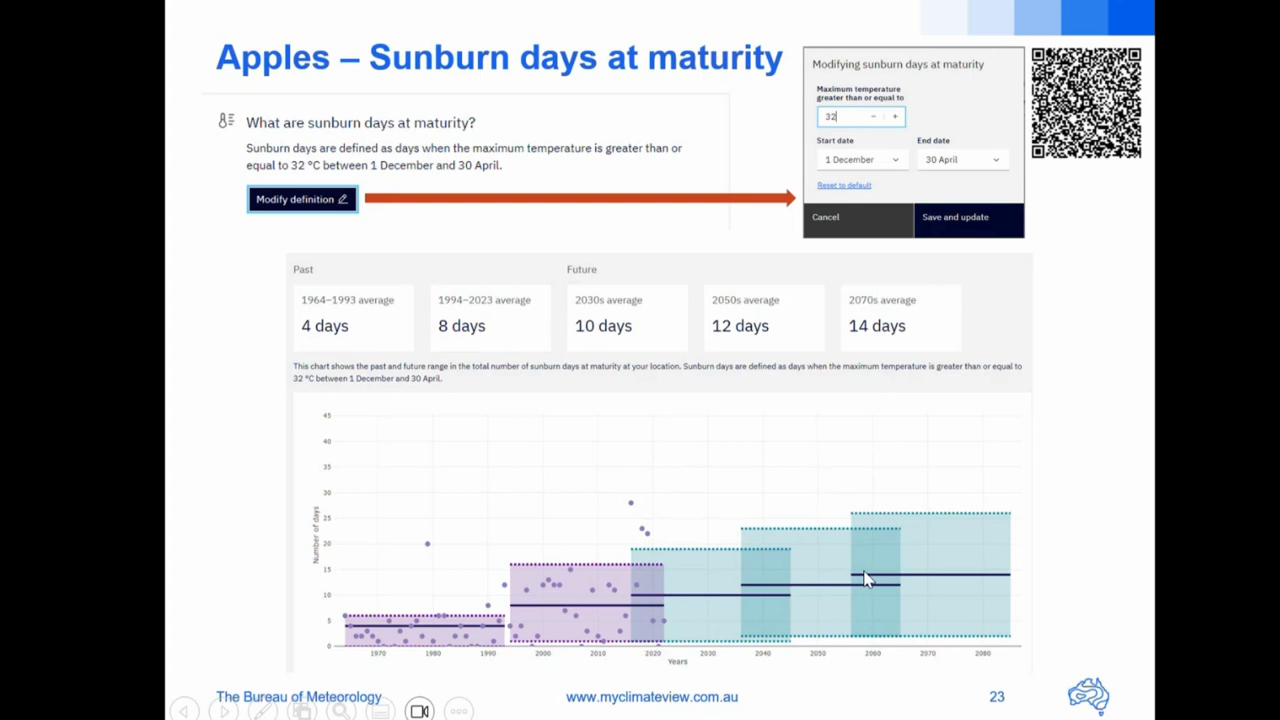 Apples – Sunburn days at maturity
What are sunburn days at maturity?
Sunburn days are defined as days when the maximum temperature is greater than or
equal to 32 °C between 1 December and 30 April.
Modify definition
Modifying sunburn days at maturity
Maximum temperature
greater than or equal to
32 − +
Start date End date
1 December 30 April
Reset to default
Cancel Save and update
Past Future
1964–1993 average 1994–2023 average 2030s average 2050s average 2070s average
4 days 8 days 10 days 12 days 14 days
This chart shows the past and future range in the total number of sunburn days at maturity at your location. Sunburn days are defined as days when the maximum temperature is greater than or equal to
32 °C between 1 December and 30 April.
Number of days
45
40
35
30
25
20
15
10
5
0
1970 1980 1990 2000 2010 2020 2030 2040 2050 2060 2070 2080
Years
The Bureau of Meteorology www.myclimateview.com.au 23